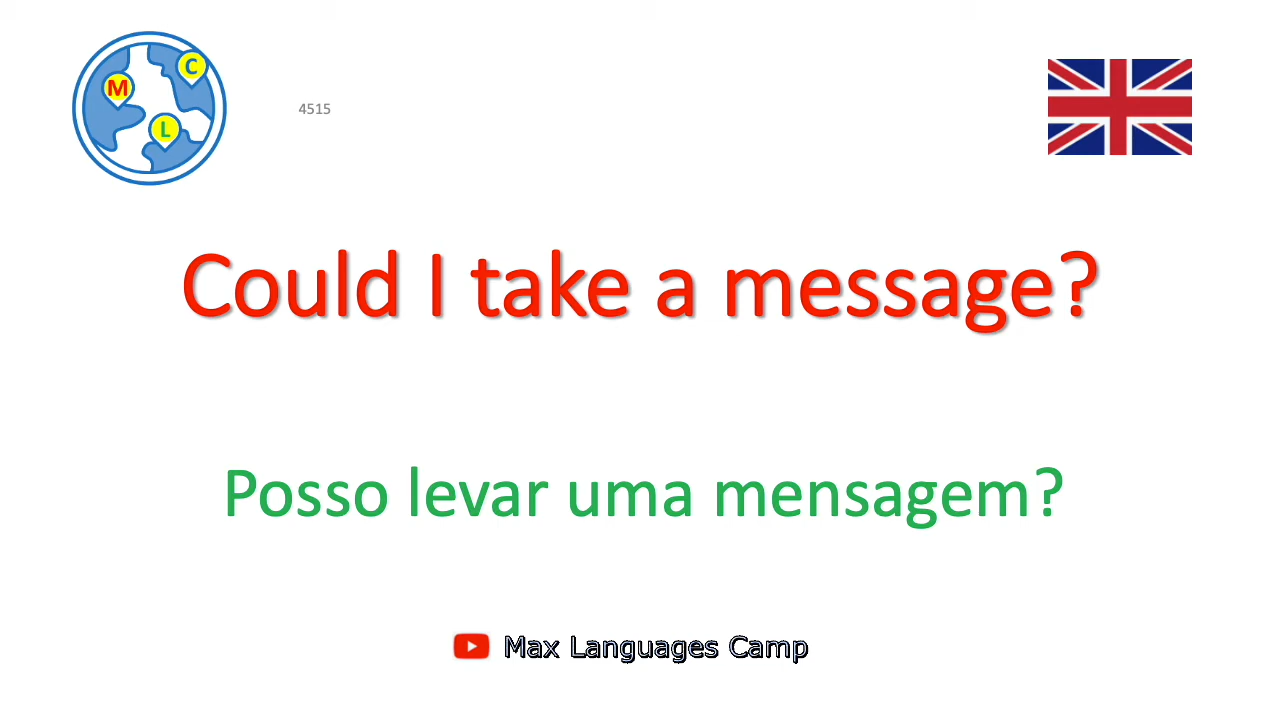 M
C
L
4515
Could I take a message?
Posso levar uma mensagem?
Max Languages Camp